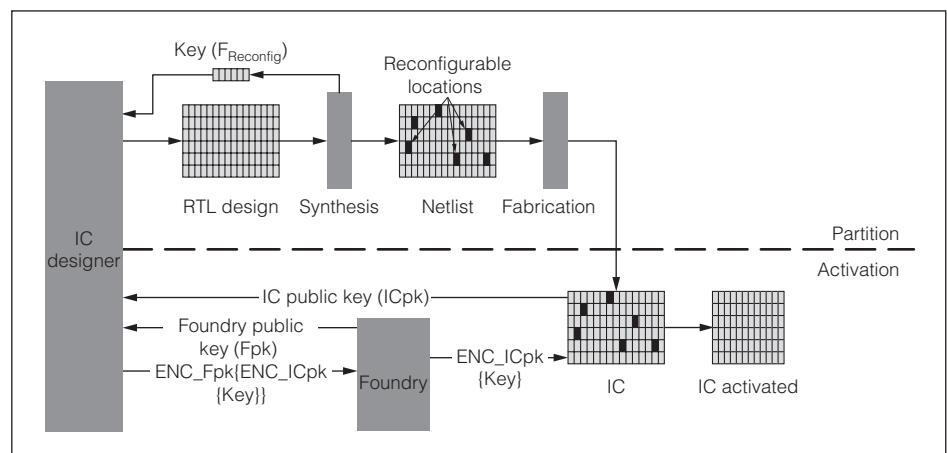 Key (F_Reconfig)
Reconfigurable
locations
RTL design
Synthesis
Netlist
Fabrication
IC
designer
Partition
Activation
IC public key (ICpk)
Foundry public
key (Fpk)
ENC_Fpk{ENC_ICpk
{Key}}
Foundry
ENC_ICpk
{Key}
IC
IC activated